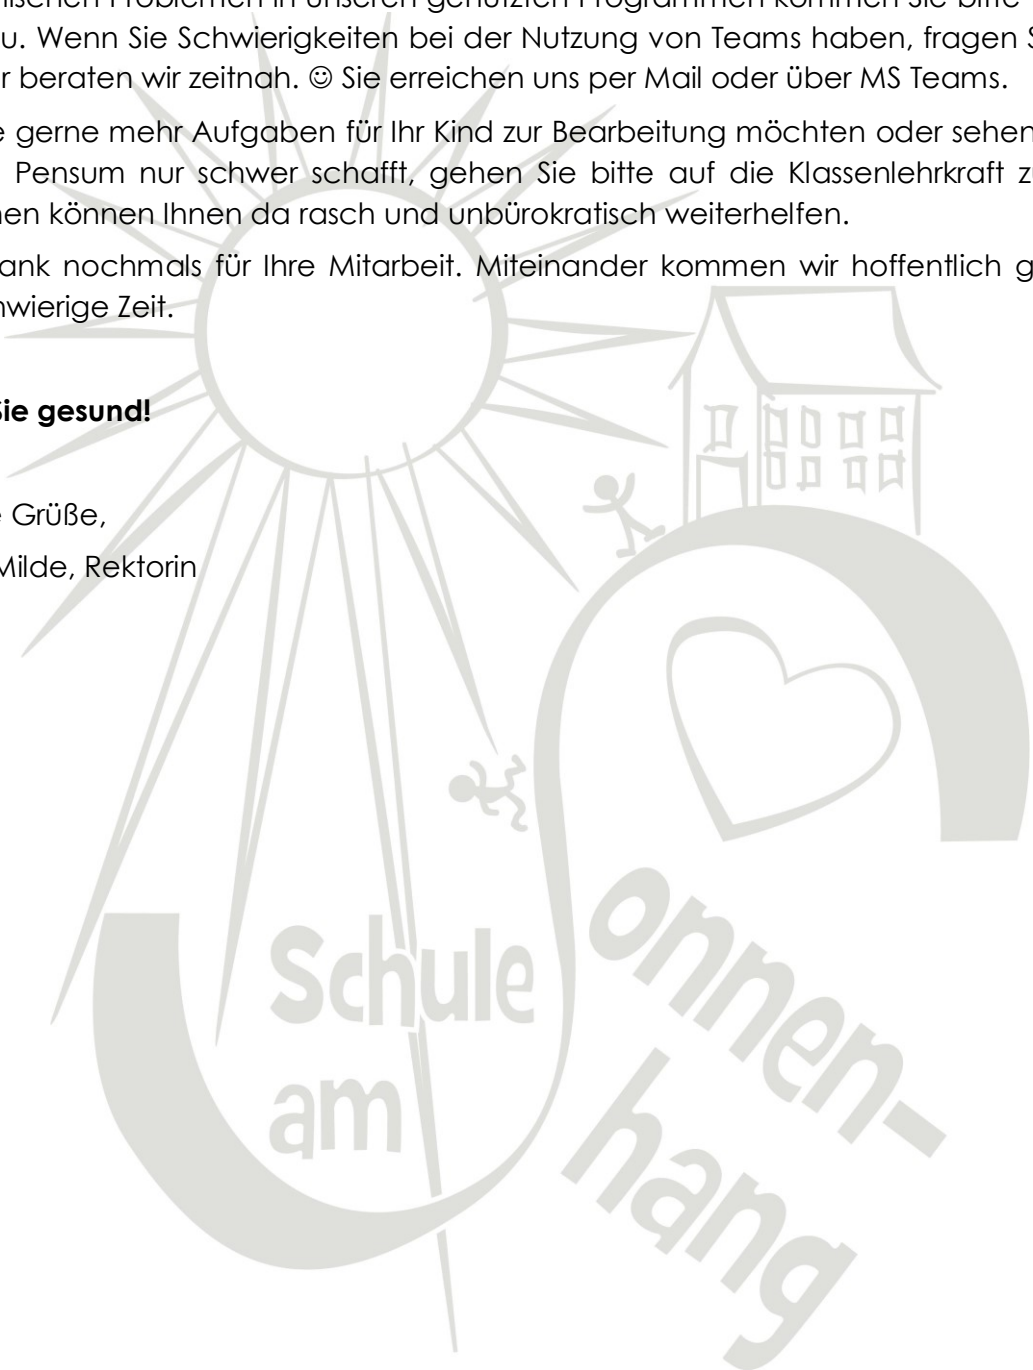 nischen Problemen in unseren genutzten Programmen kommen Sie bitte
u. Wenn Sie Schwierigkeiten bei der Nutzung von Teams haben, fragen S
r beraten wir zeitnah. ☺ Sie erreichen uns per Mail oder über MS Teams.
e gerne mehr Aufgaben für Ihr Kind zur Bearbeitung möchten oder sehen
Pensum nur schwer schafft, gehen Sie bitte auf die Klassenlehrkraft zu
nen können Ihnen da rasch und unbürokratisch weiterhelfen.
ank nochmals für Ihre Mitarbeit. Miteinander kommen wir hoffentlich g
hwierige Zeit.
Sie gesund!
e Grüße,
Milde, Rektorin
Schule
am
onnen-
hang